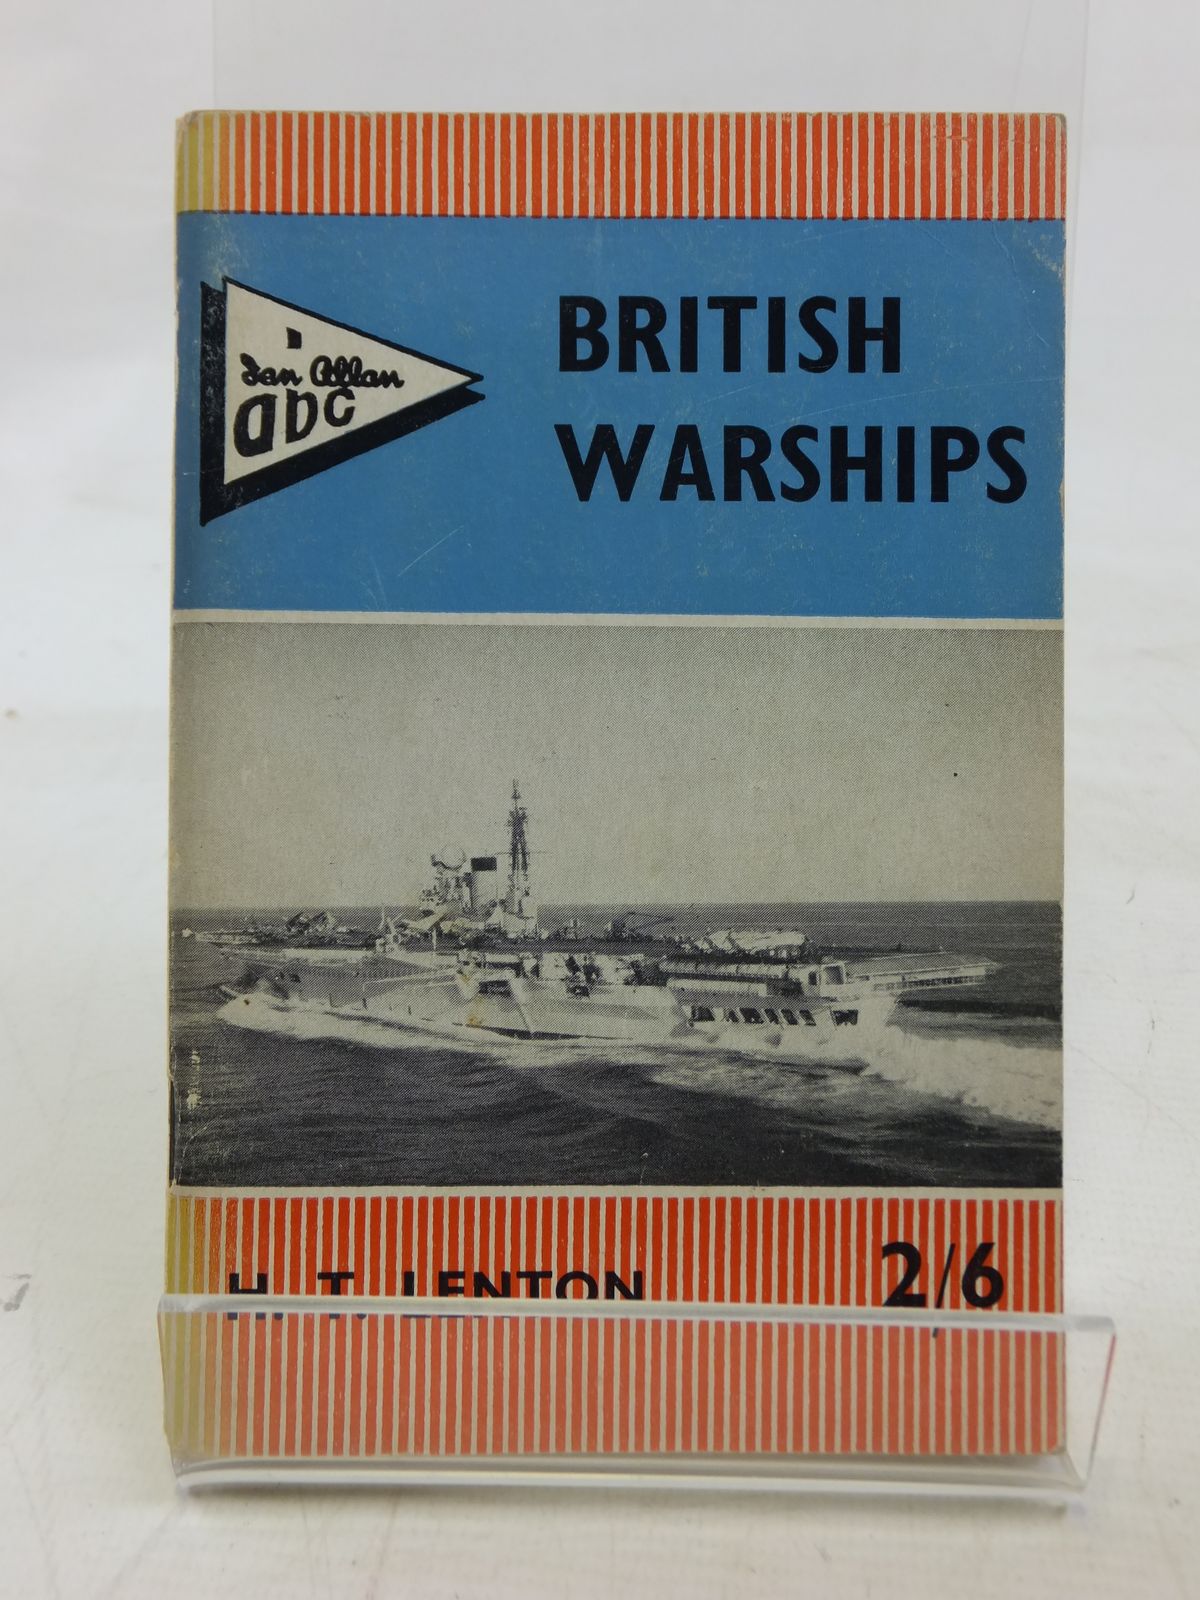 Ian Allan
abc
BRITISH
WARSHIPS
H. T. LENTON
2/6